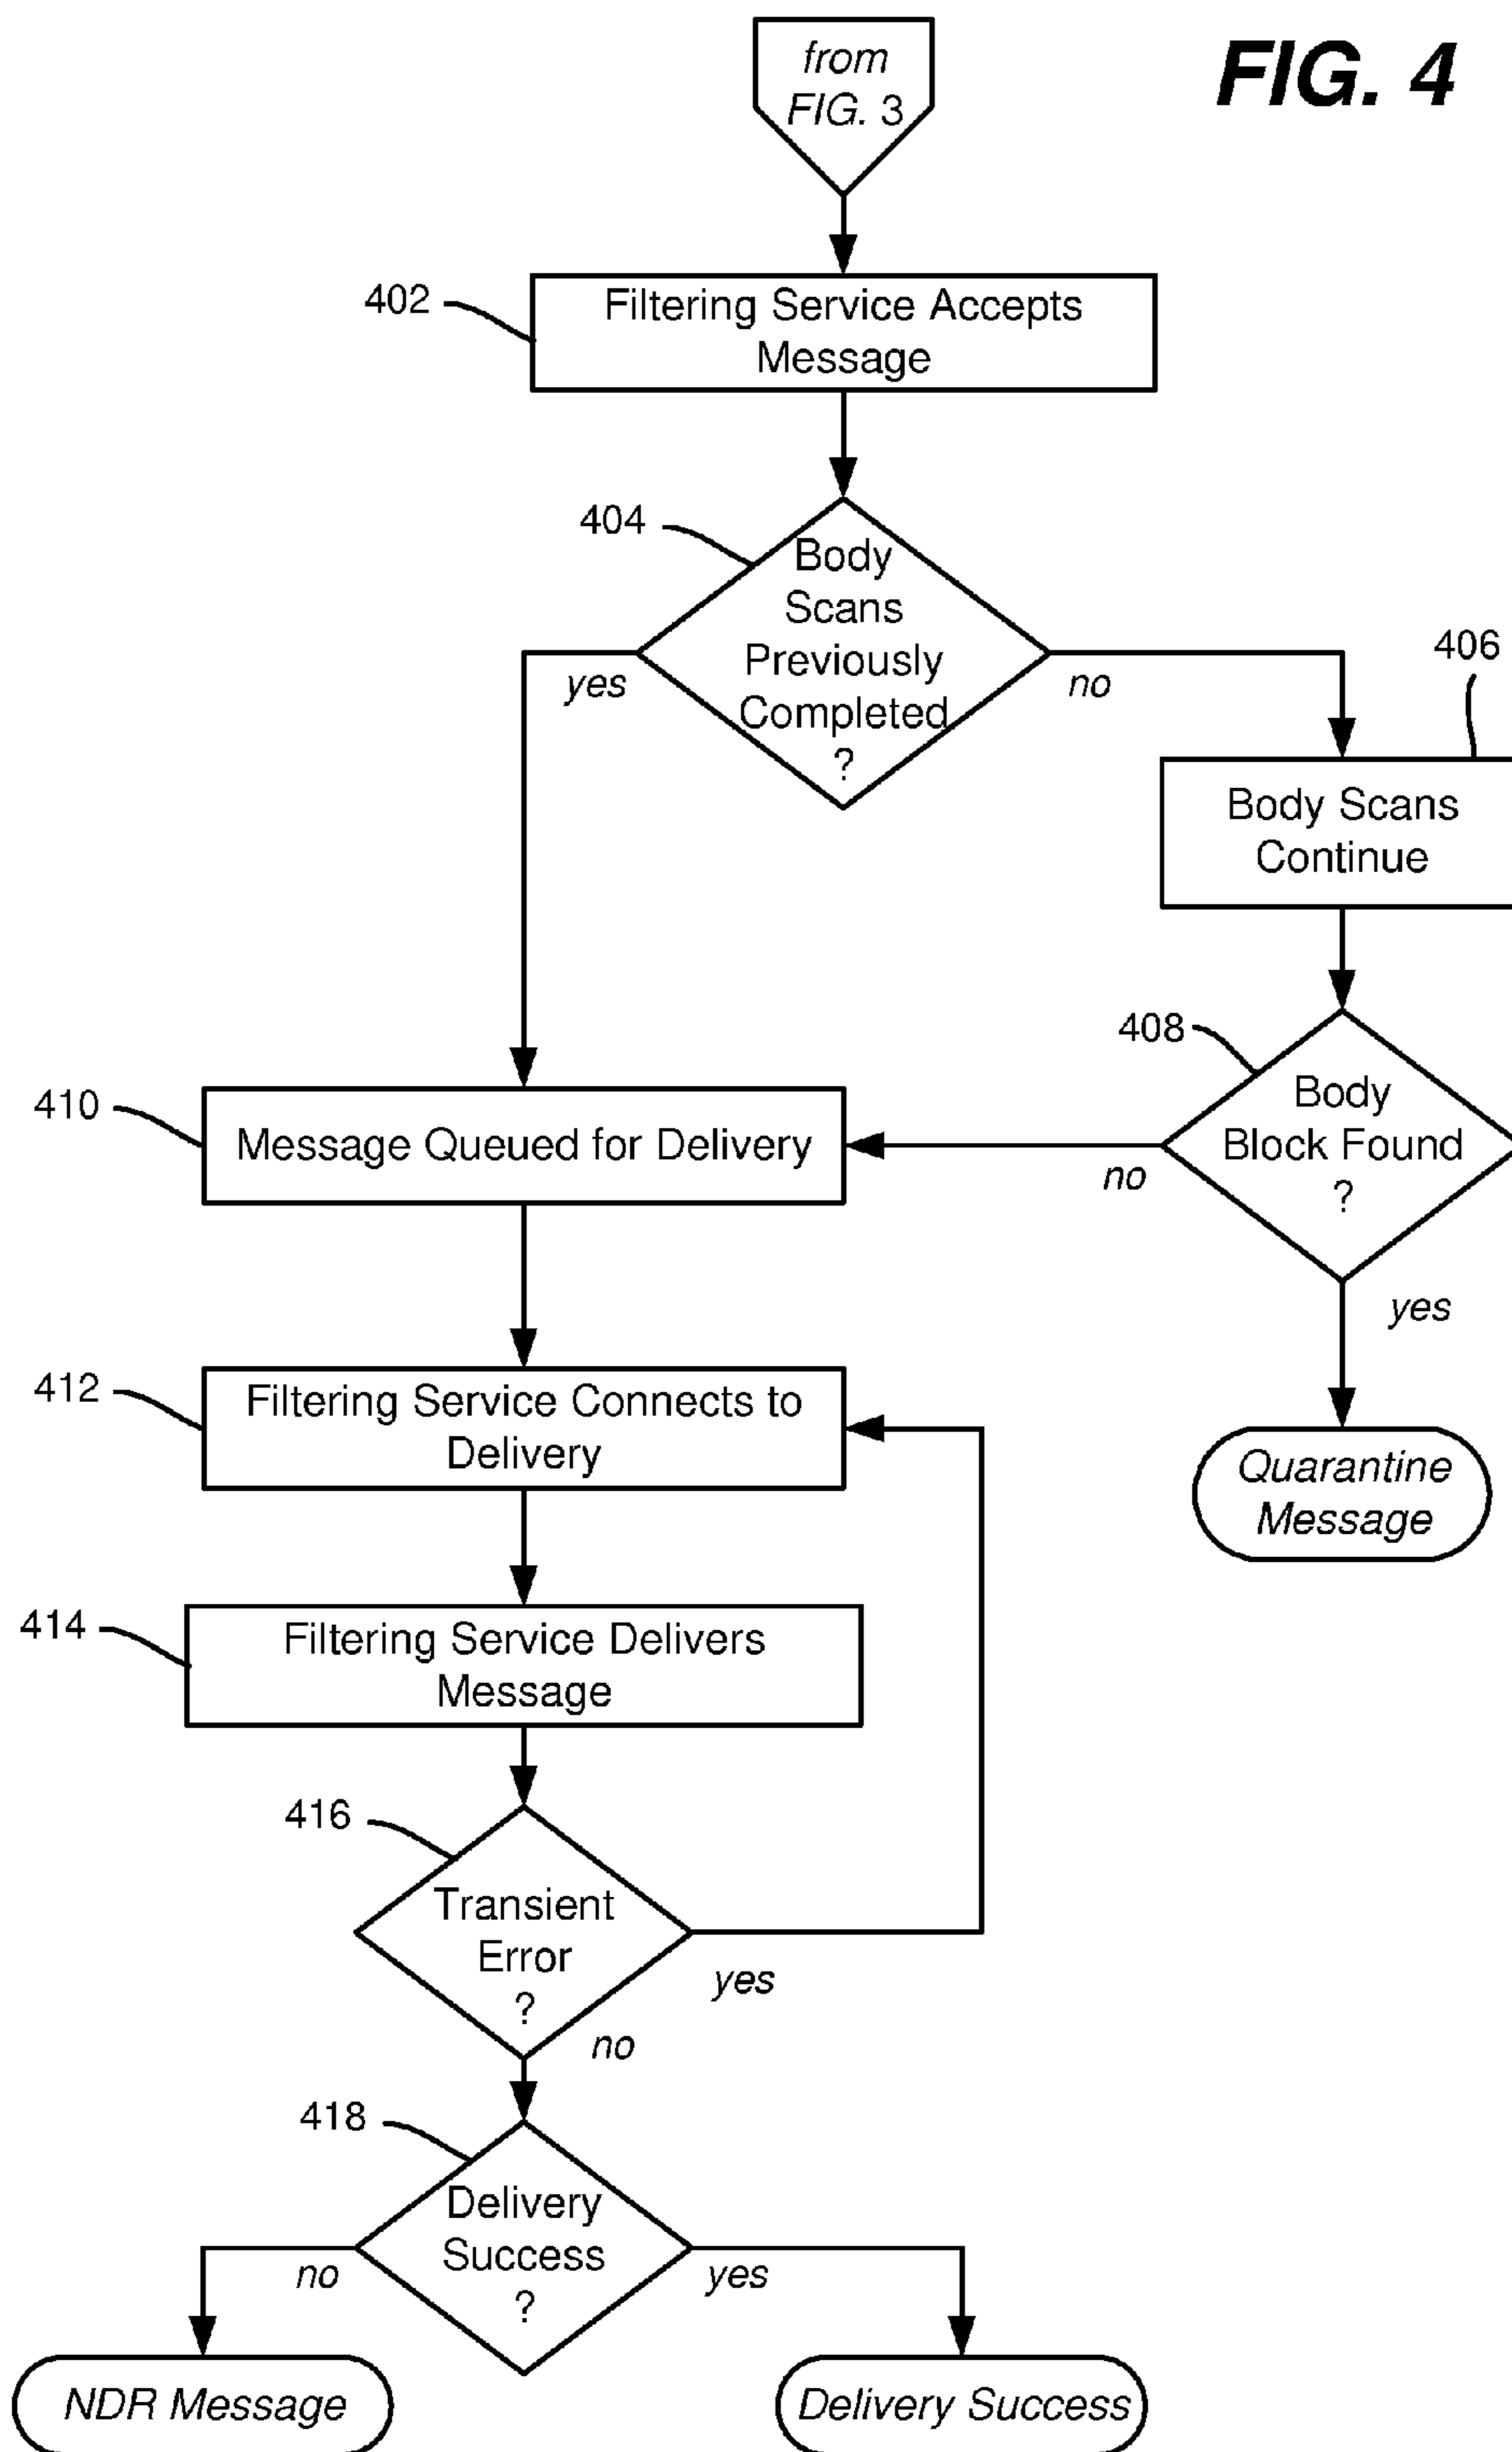 FIG. 4
from
FIG. 3
402
Filtering Service Accepts
Message
404
Body
Scans
Previously
Completed
?
yes
no
406
Body Scans
Continue
408
Body
Block Found
?
no
yes
410
Message Queued for Delivery
412
Filtering Service Connects to
Delivery
Quarantine
Message
414
Filtering Service Delivers
Message
416
Transient
Error
?
yes
no
418
Delivery
Success
?
no
yes
NDR Message
Delivery Success